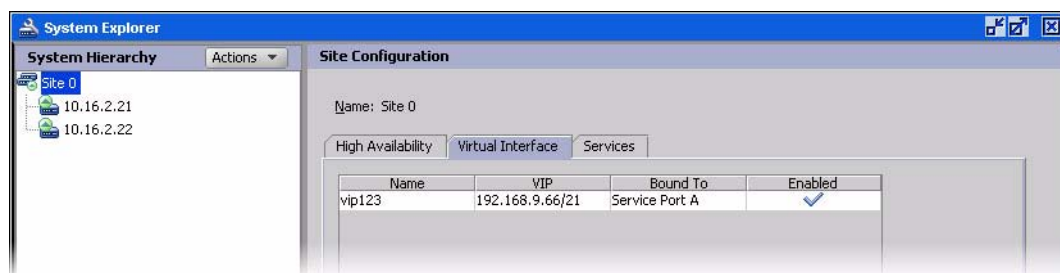 System Explorer
System Hierarchy
Actions
Site 0
10.16.2.21
10.16.2.22
Site Configuration
Name: Site 0
High Availability
Virtual Interface
Services
Name VIP Bound To Enabled
vip123 192.168.9.66/21 Service Port A